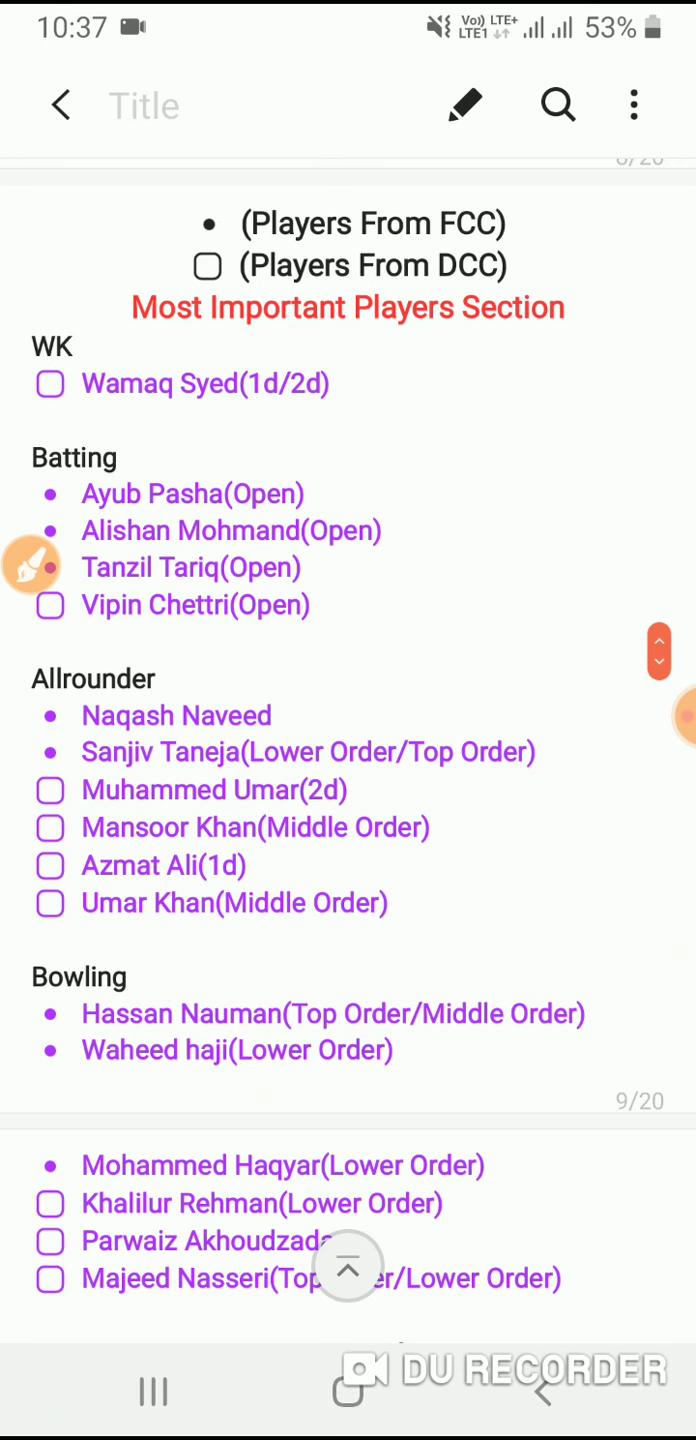 10:37 Vo)) LTE+ LTE1 53%
Title
(Players From FCC)
(Players From DCC)
Most Important Players Section
WK
Wamaq Syed(1d/2d)
Batting
Ayub Pasha(Open)
Alishan Mohmand(Open)
Tanzil Tariq(Open)
Vipin Chettri(Open)
Allrounder
Naqash Naveed
Sanjiv Taneja(Lower Order/Top Order)
Muhammed Umar(2d)
Mansoor Khan(Middle Order)
Azmat Ali(1d)
Umar Khan(Middle Order)
Bowling
Hassan Nauman(Top Order/Middle Order)
Waheed haji(Lower Order)
9/20
Mohammed Haqyar(Lower Order)
Khalilur Rehman(Lower Order)
Parwaiz
Majeed Nasseri(Top /Lower Order)
DU RECORDER